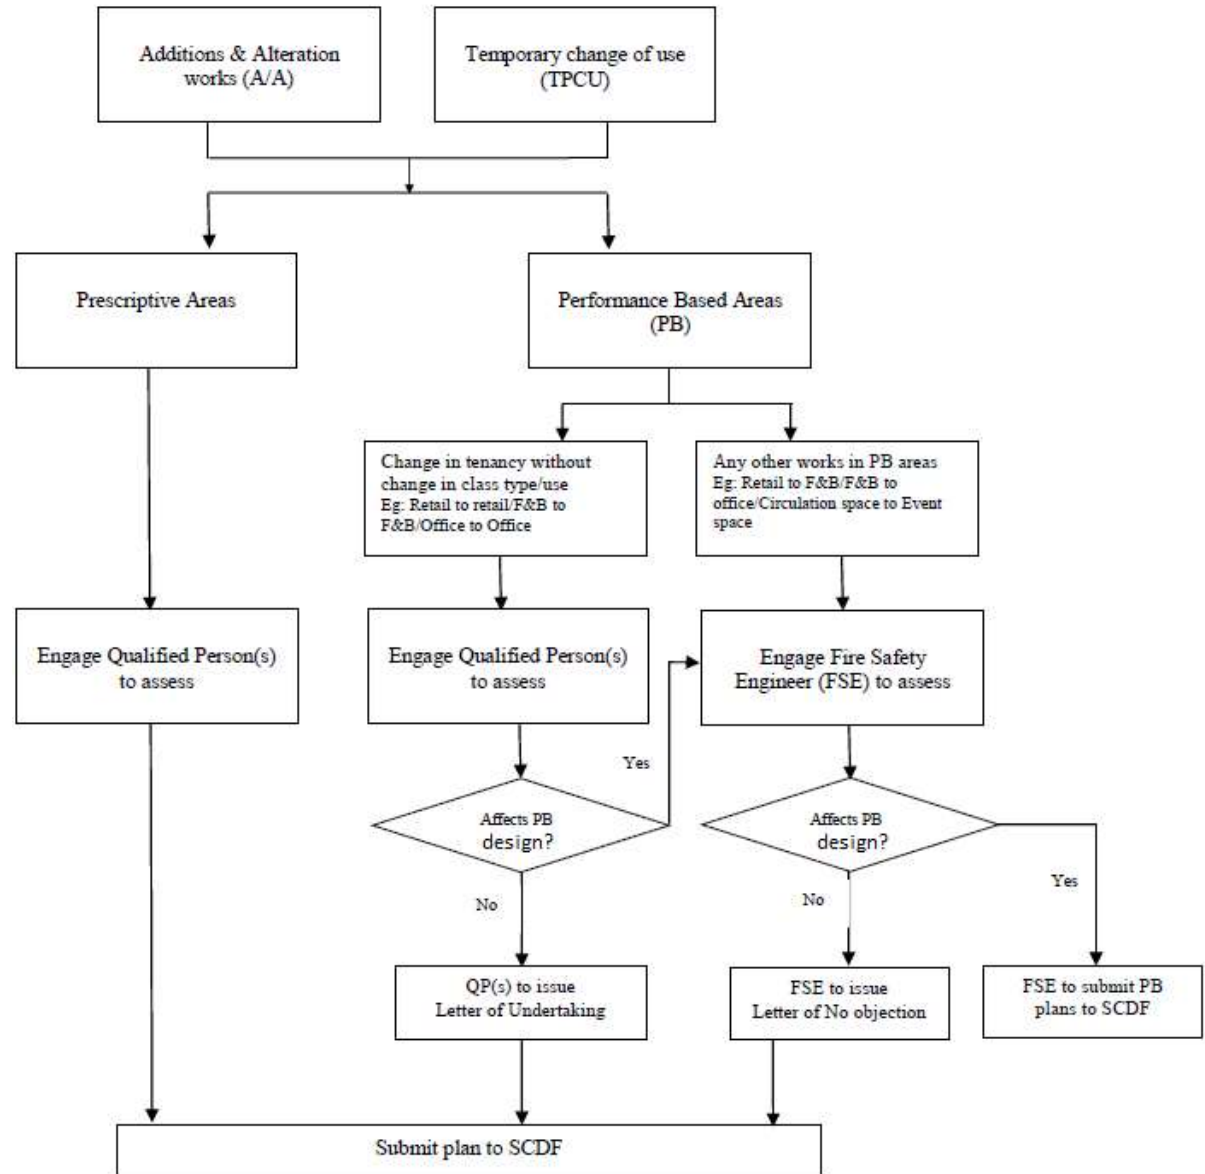 Additions & Alteration
works (A/A)
Temporary change of use
(TPCU)
Prescriptive Areas
Performance Based Areas
(PB)
Change in tenancy without
change in class type/use
Eg: Retail to retail/F&B to
F&B/Office to Office
Any other works in PB areas
Eg: Retail to F&B/F&B to
office/Circulation space to Event
space
Engage Qualified Person(s)
to assess
Engage Qualified Person(s)
to assess
Engage Fire Safety
Engineer (FSE) to assess
Yes
Affects PB
design?
Affects PB
design?
No
No
Yes
QP(s) to issue
Letter of Undertaking
FSE to issue
Letter of No objection
FSE to submit PB
plans to SCDF
Submit plan to SCDF